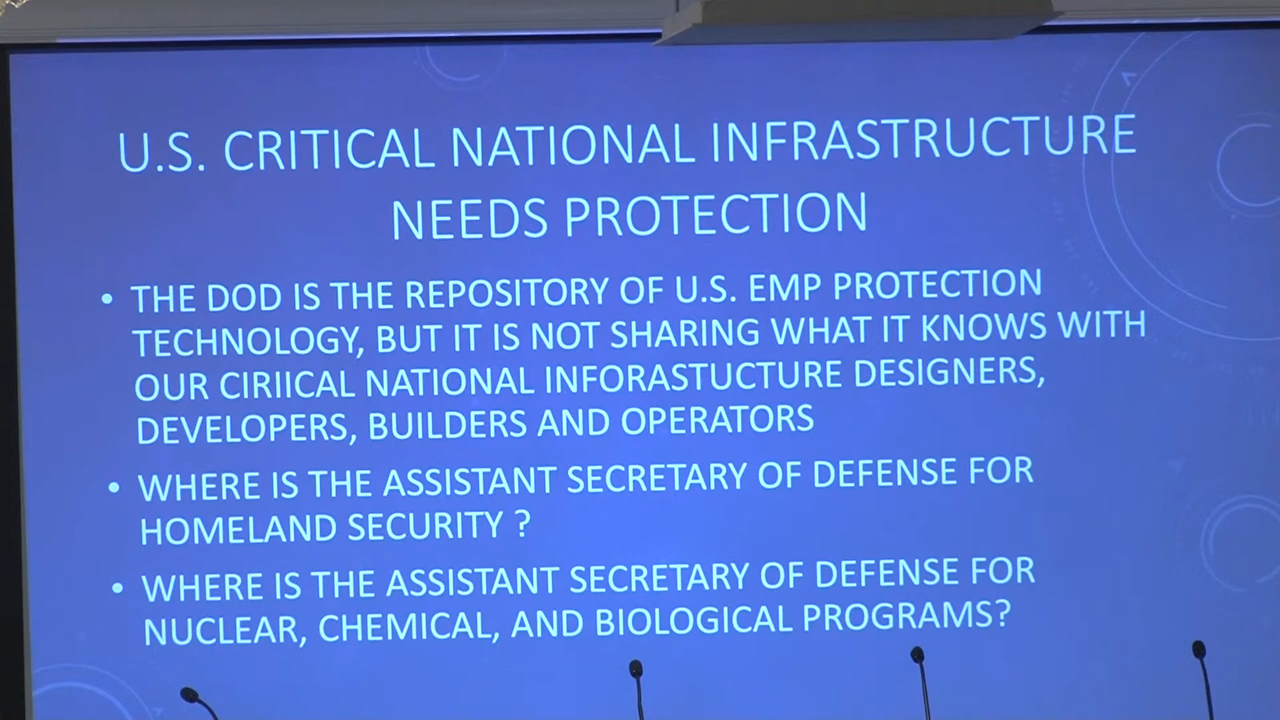 U.S. CRITICAL NATIONAL INFRASTRUCTURE
NEEDS PROTECTION
• THE DOD IS THE REPOSITORY OF U.S. EMP PROTECTION
TECHNOLOGY, BUT IT IS NOT SHARING WHAT IT KNOWS WITH
OUR CIRIICAL NATIONAL INFORASTUCTURE DESIGNERS,
DEVELOPERS, BUILDERS AND OPERATORS
• WHERE IS THE ASSISTANT SECRETARY OF DEFENSE FOR
HOMELAND SECURITY ?
• WHERE IS THE ASSISTANT SECRETARY OF DEFENSE FOR
NUCLEAR, CHEMICAL, AND BIOLOGICAL PROGRAMS?